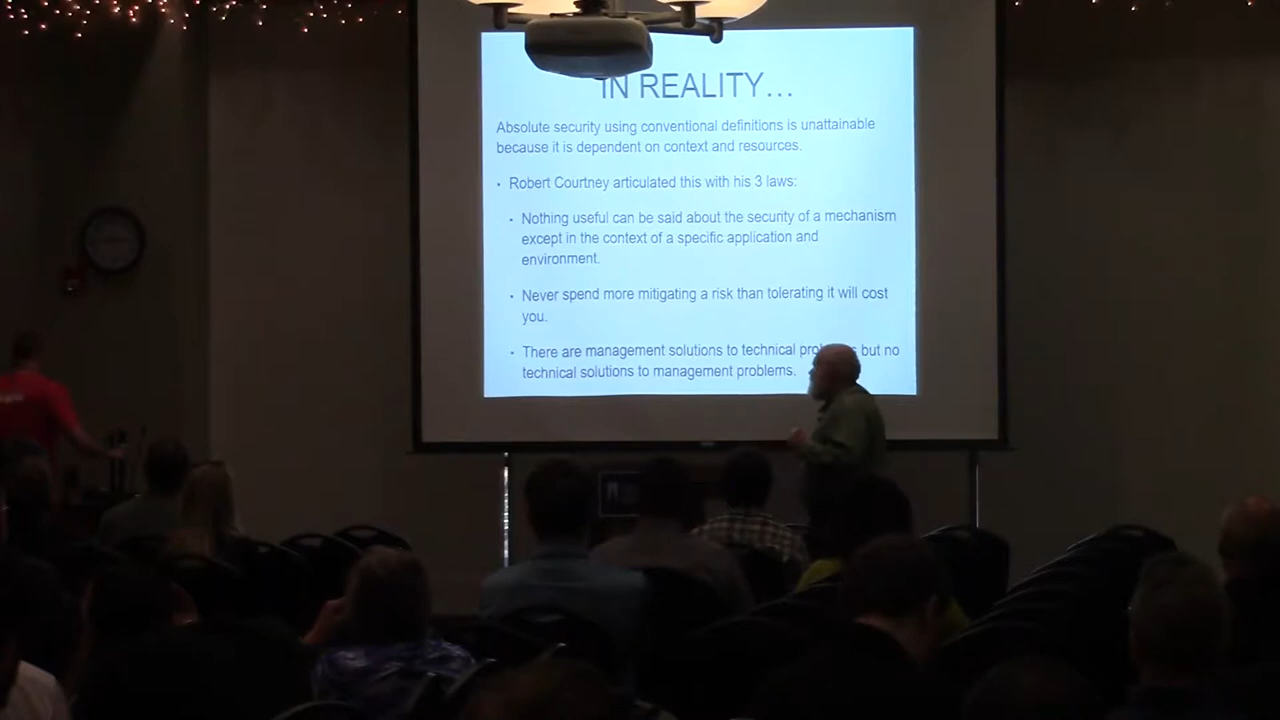 IN REALITY…
Absolute security using conventional definitions is unattainable
because it is dependent on context and resources.
• Robert Courtney articulated this with his 3 laws:
• Nothing useful can be said about the security of a mechanism
except in the context of a specific application and
environment.
• Never spend more mitigating a risk than tolerating it will cost
you.
• There are management solutions to technical but no
technical solutions to management problems.